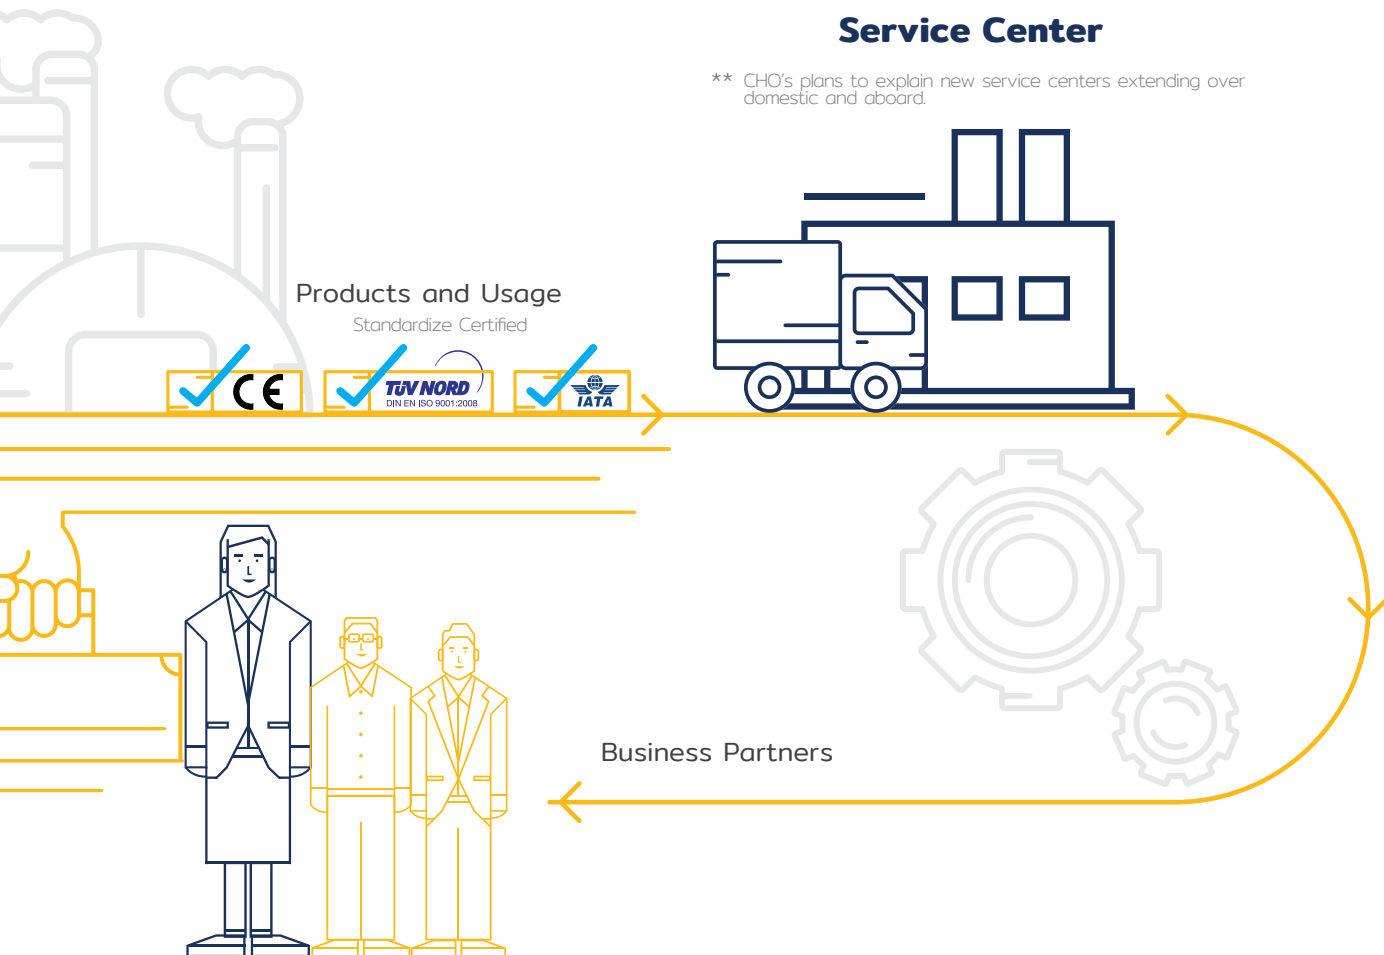 Service Center
** CHO's plans to explain new service centers extending over
domestic and aboard.
Products and Usage
Standardize Certified
CE
TÜV NORD
DIN EN ISO 9001:2008
IATA
Business Partners